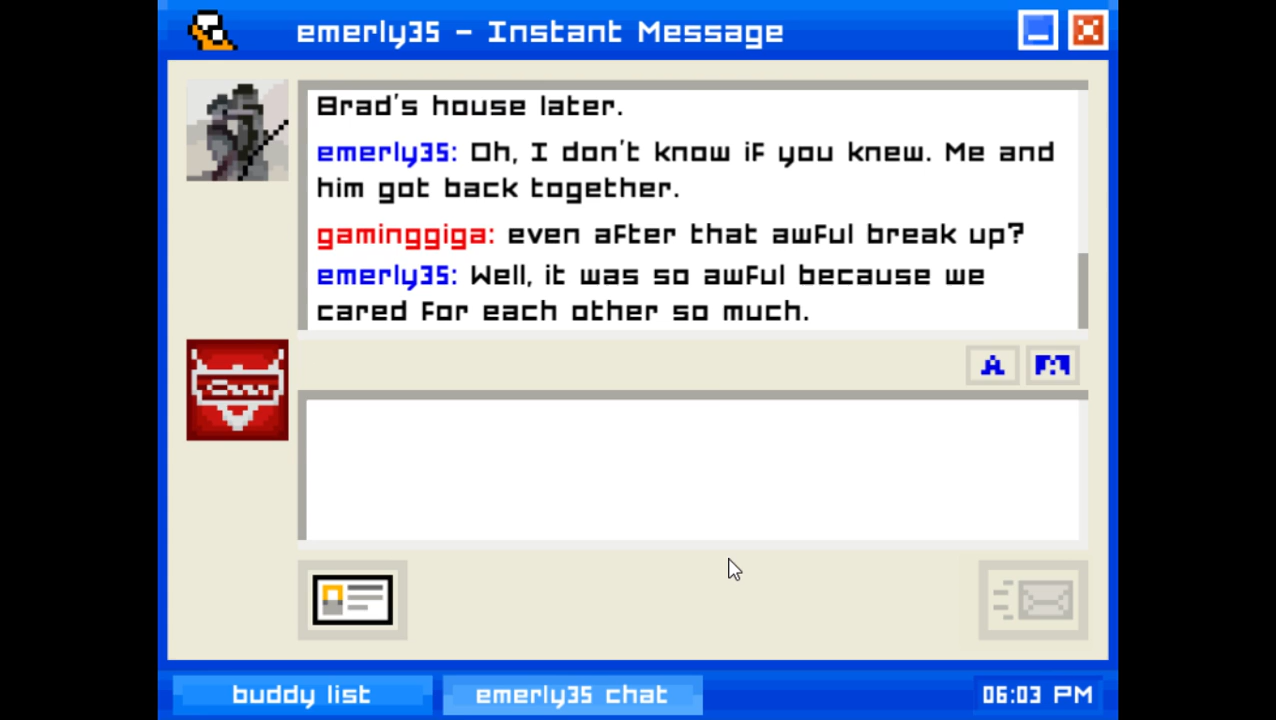 emerly35 - Instant Message
Brad's house later.
emerly35: Oh, I don't know if you knew. Me and
him got back together.
gaminggiga: even after that awful break up?
emerly35: Well, it was so awful because we
cared for each other so much.
A
buddy list
emerly35 chat
06:03 PM